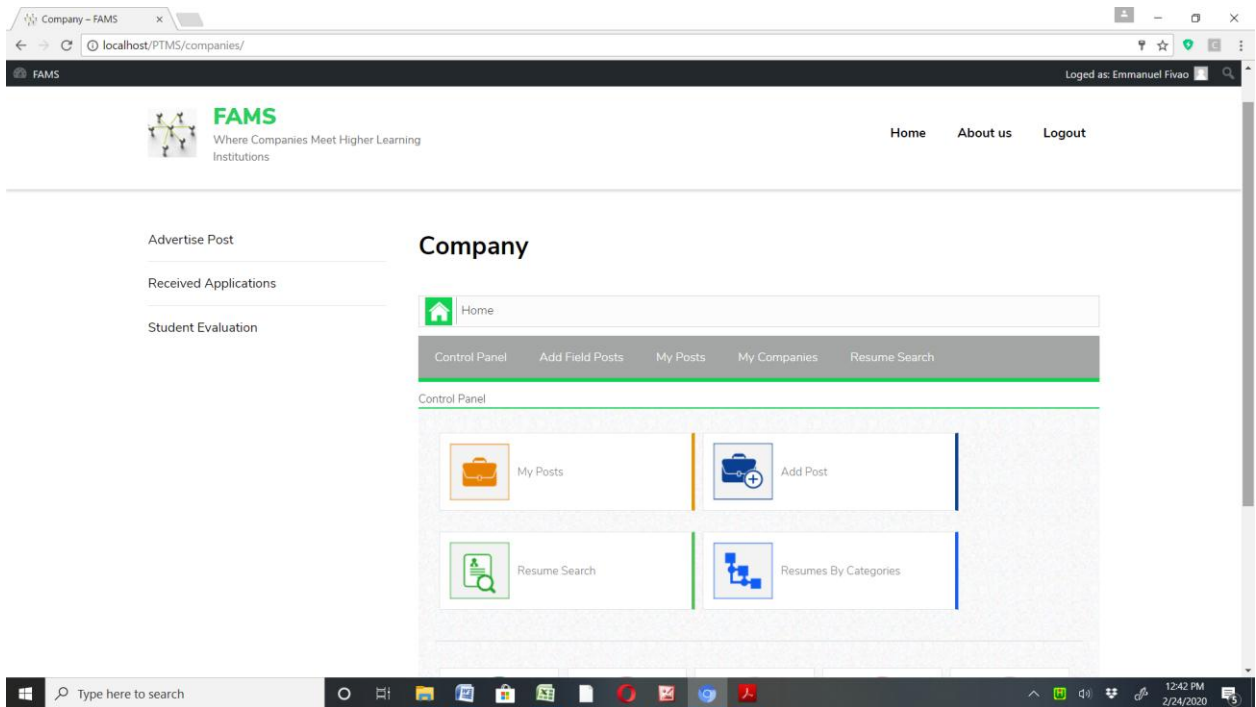 Company – FAMS
localhost/PTMS/companies/
FAMS
Loged as: Emmanuel Fivao
FAMS
Where Companies Meet Higher Learning
Institutions
Home About us Logout
Advertise Post
Received Applications
Student Evaluation
Company
Home
Control Panel Add Field Posts My Posts My Companies Resume Search
Control Panel
My Posts
Add Post
Resume Search
Resumes By Categories
Type here to search
12:42 PM
2/24/2020
5